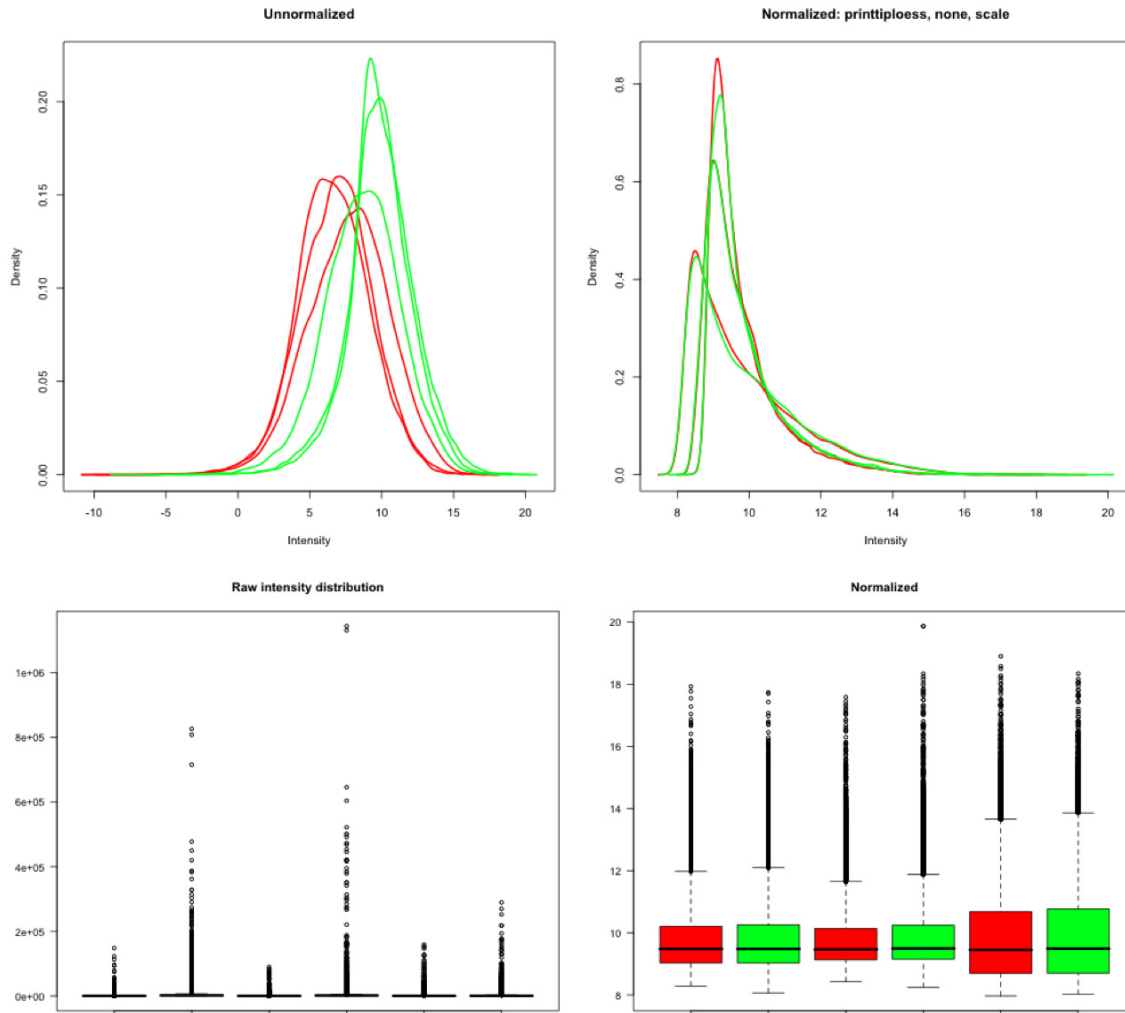 Unnormalized
Density
0.00
0.05
0.10
0.15
0.20
-10
-5
0
5
10
15
20
Intensity
Normalized: printtiploess, none, scale
Density
0.0
0.2
0.4
0.6
0.8
8
10
12
14
16
18
20
Intensity
Raw intensity distribution
1e+06
8e+05
6e+05
4e+05
2e+05
0e+00
Normalized
20
18
16
14
12
10
8